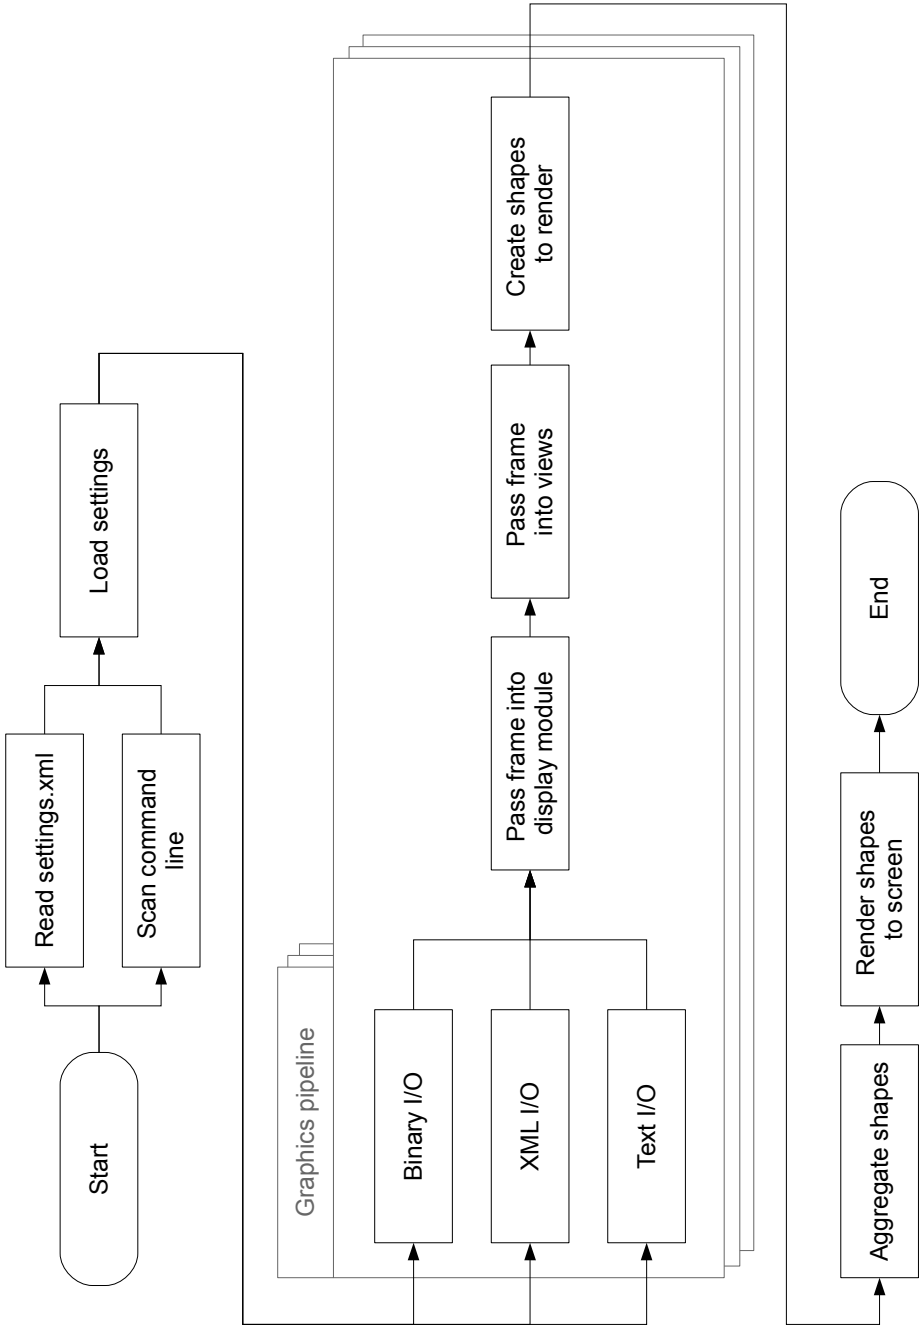 Start
Read settings.xml
Scan command
line
Load settings
Graphics pipeline
Binary I/O
XML I/O
Text I/O
Pass frame into
display module
Pass frame
into views
Create shapes
to render
Aggregate shapes
Render shapes
to screen
End